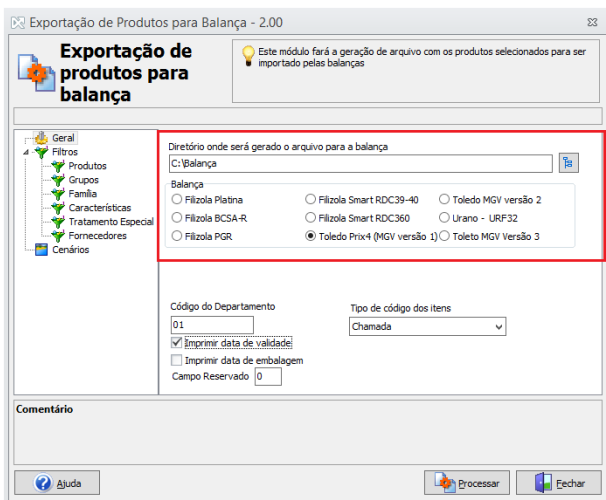 Exportação de Produtos para Balança - 2.00
Exportação de
produtos para
balança
Este módulo fará a geração de arquivo com os produtos selecionados para ser
importado pelas balanças
Geral
Filtros
Produtos
Grupos
Família
Características
Tratamento Especial
Fornecedores
Cenários
Diretório onde será gerado o arquivo para a balança
C:\Balança
Balança
Filizola Platina
Filizola Smart RDC39-40
Toledo MGV versão 2
Filizola BCSA-R
Filizola Smart RDC360
Urano - URF32
Filizola PGR
Toledo Prix4 (MGV versão 1)
Toleto MGV Versão 3
Código do Departamento
Tipo de código dos itens
01
Chamada
Imprimir data de validade
Imprimir data de embalagem
Campo Reservado 0
Comentário
Ajuda
Processar
Fechar